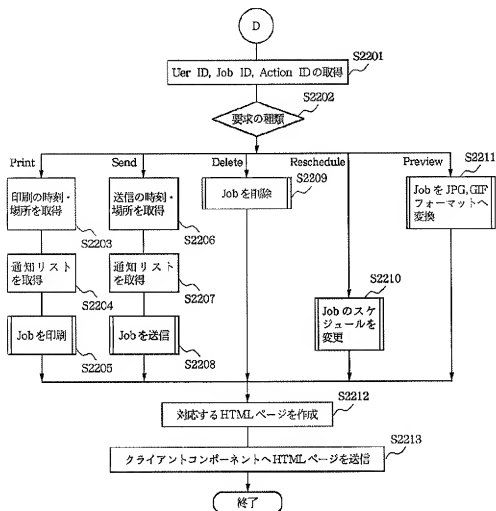 D
S2201
Uer ID, Job ID, Action IDの取得
S2202
要求の種類
Print
Send
Delete
Reschedule
Preview
S2211
S2209
印刷の時刻・
場所を取得
送信の時刻・
場所を取得
Jobを削除
JobをJPG,GIF
フォーマットへ
変換
S2203
S2206
通知リスト
を取得
通知リスト
を取得
S2204
S2207
S2210
Jobのスケ
ジュールを
変更
Jobを印刷
Jobを送信
S2205
S2208
S2212
対応するHTMLページを作成
S2213
クライアントコンポーネントへHTMLページを送信
終了